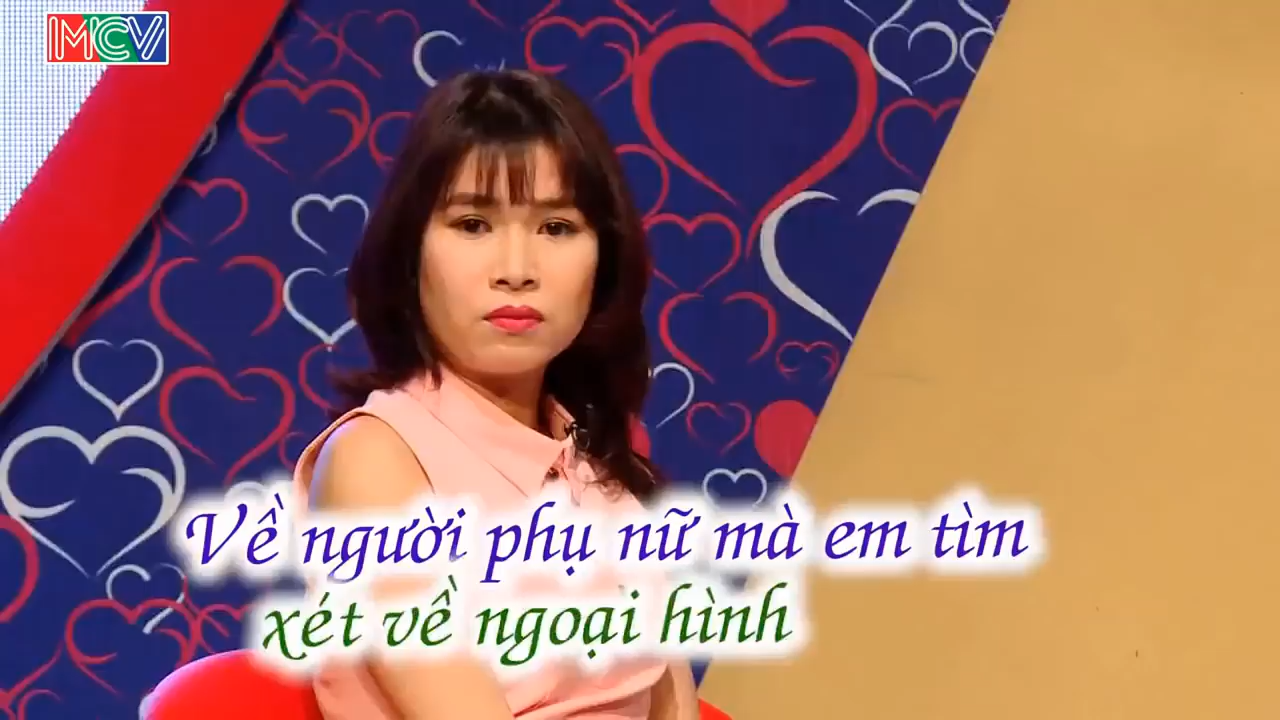 MCV
Về người phụ nữ mà em tìm
xét về ngoại hình